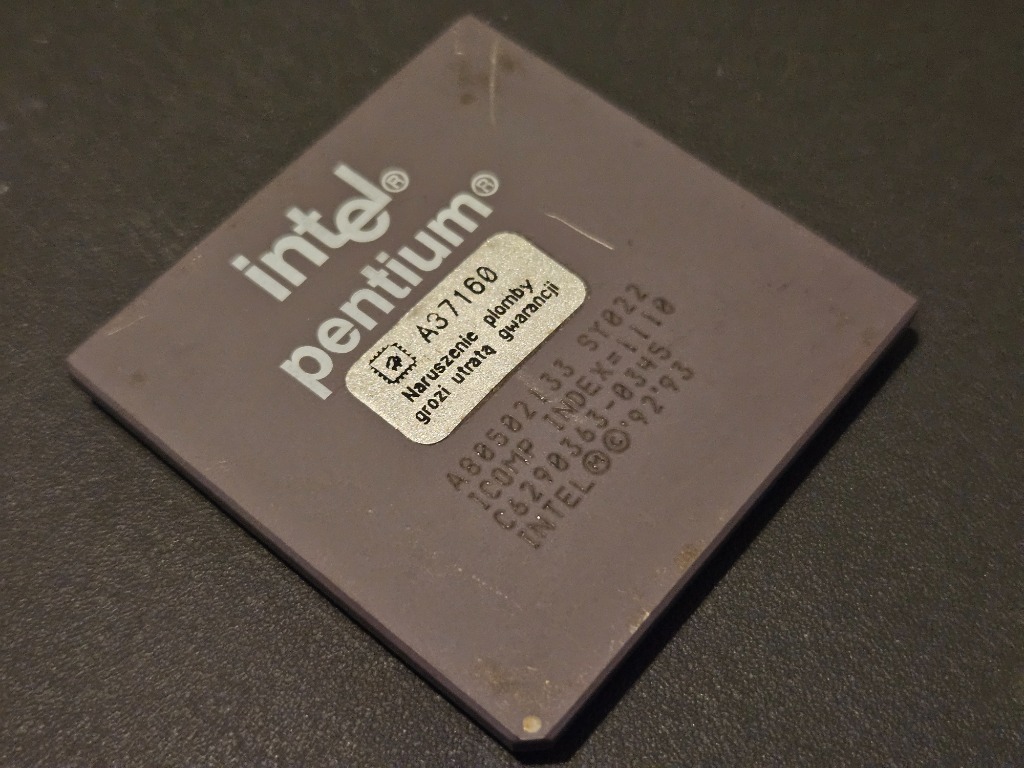 intel®
pentium®
A37160
Naruszenie plomby
grozi utratą gwarancji
A80502133 SY022
ICOMP INDEX=1110
C6290363-0345
INTEL Ⓜ © '92 '93